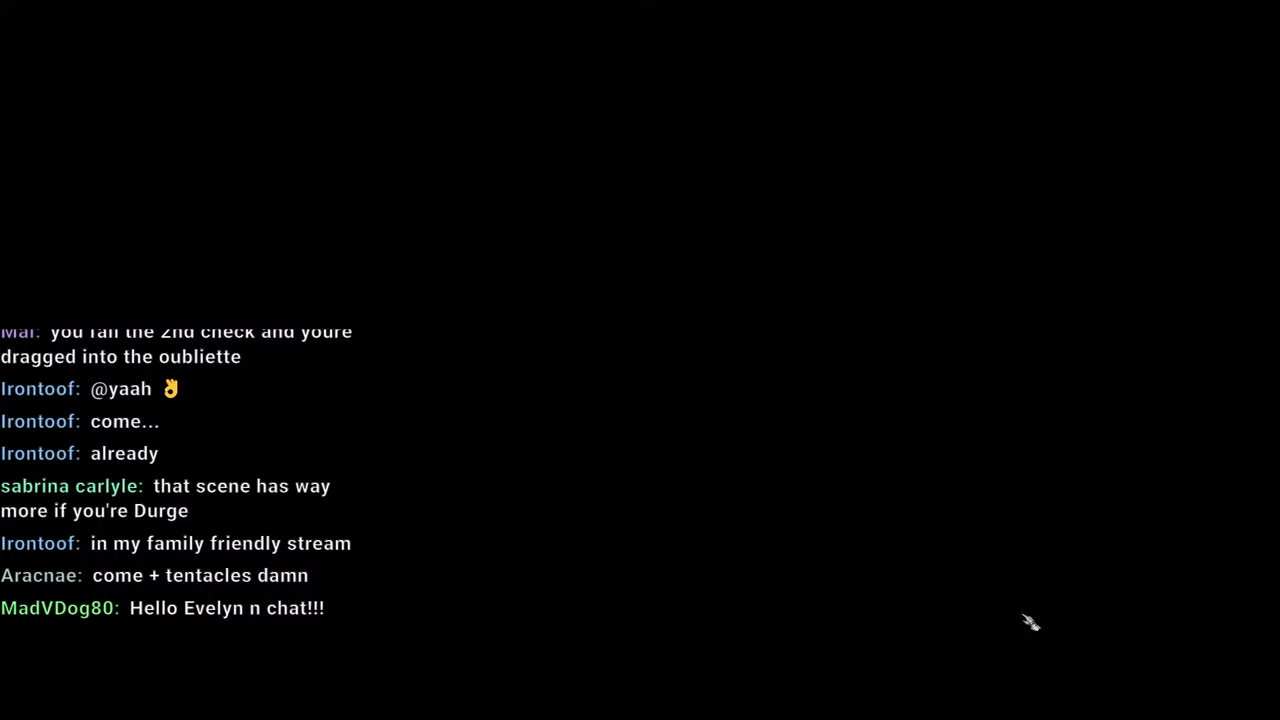 Mal: you fail the 2nd check and youre
dragged into the oubliette
Irontoof: @yaah 👌
Irontoof: come...
Irontoof: already
sabrina carlyle: that scene has way
more if you're Durge
Irontoof: in my family friendly stream
Aracnae: come + tentacles damn
MadVDog80: Hello Evelyn n chat!!!